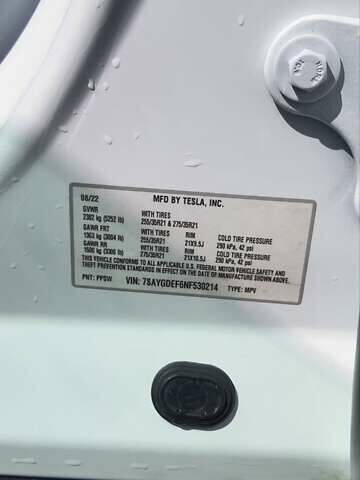 08/22 MFD BY TESLA, INC.
GVWR WITH TIRES
2382 kg (5252 lb) 255/35R21 & 275/35R21
GAWR FRT WITH TIRES RIM COLD TIRE PRESSURE
1363 kg (3004 lb) 255/35R21 21X9.5J 290 kPa, 42 psi
GAWR RR WITH TIRES RIM COLD TIRE PRESSURE
1500 kg (3306 lb) 275/35R21 21X10.5J 290 kPa, 42 psi
THIS VEHICLE CONFORMS TO ALL APPLICABLE U.S. FEDERAL MOTOR VEHICLE SAFETY AND
THEFT PREVENTION STANDARDS IN EFFECT ON THE DATE OF MANUFACTURE SHOWN ABOVE.
PNT: PPSW VIN: 7SAYGDEF6NF530214 TYPE: MPV